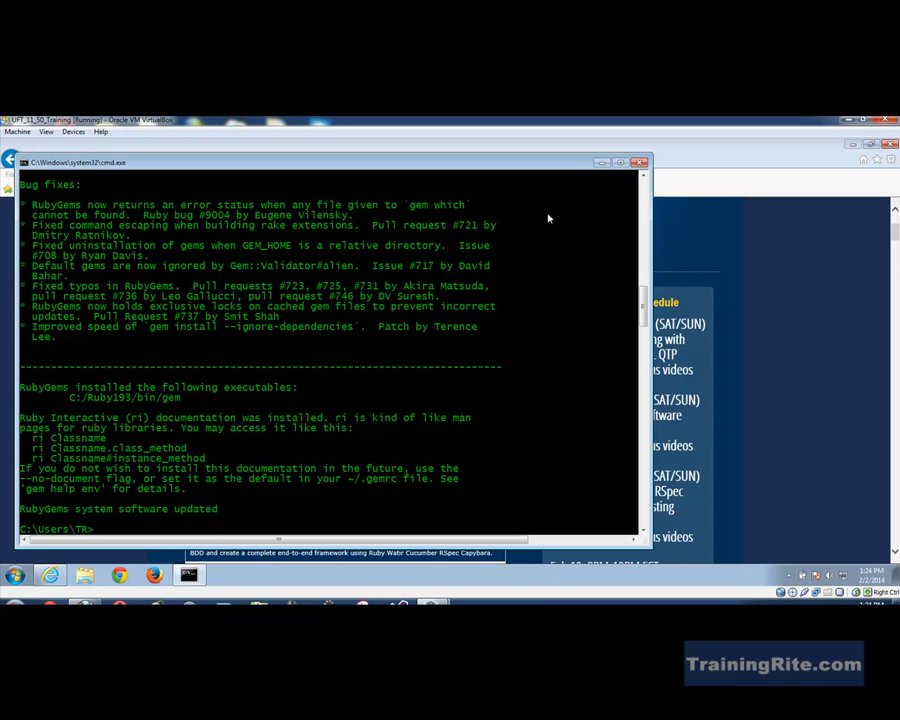 UFT_11_50_Training [Running] - Oracle VM VirtualBox
Machine View Devices Help
C:\Windows\system32\cmd.exe
Bug fixes:
* RubyGems now returns an error status when any file given to `gem which`
cannot be found.  Ruby bug #9004 by Eugene Vilensky.
* Fixed command escaping when building rake extensions.  Pull request #721 by
Dmitry Ratnikov.
* Fixed uninstallation of gems when GEM_HOME is a relative directory.  Issue
#708 by Ryan Davis.
* Default gems are now ignored by Gem::Validator#alien.  Issue #717 by David
Bahar.
* Fixed typos in RubyGems.  Pull requests #723, #725, #731 by Akira Matsuda,
pull request #736 by Leo Gallucci, pull request #746 by DV Suresh.
* RubyGems now holds exclusive locks on cached gem files to prevent incorrect
updates.  Pull Request #737 by Smit Shah
* Improved speed of `gem install --ignore-dependencies`.  Patch by Terence
Lee.
------------------------------------------------------------------------------
RubyGems installed the following executables:
C:/Ruby193/bin/gem
Ruby Interactive (ri) documentation was installed. ri is kind of like man
pages for ruby libraries. You may access it like this:
ri Classname
ri Classname.class_method
ri Classname#instance_method
If you do not wish to install this documentation in the future, use the
--no-document flag, or set it as the default in your ~/.gemrc file. See
'gem help env' for details.
RubyGems system software updated
C:\Users\TR>
edule
(SAT/SUN)
ng with
QTP
us videos
(SAT/SUN)
ftware
us videos
(SAT/SUN)
RSpec
sting
us videos
BDD and create a complete end-to-end framework using Ruby Watir Cucumber RSpec Capybara.
1:24 PM
2/2/2014
Right Ctrl
TrainingRite.com